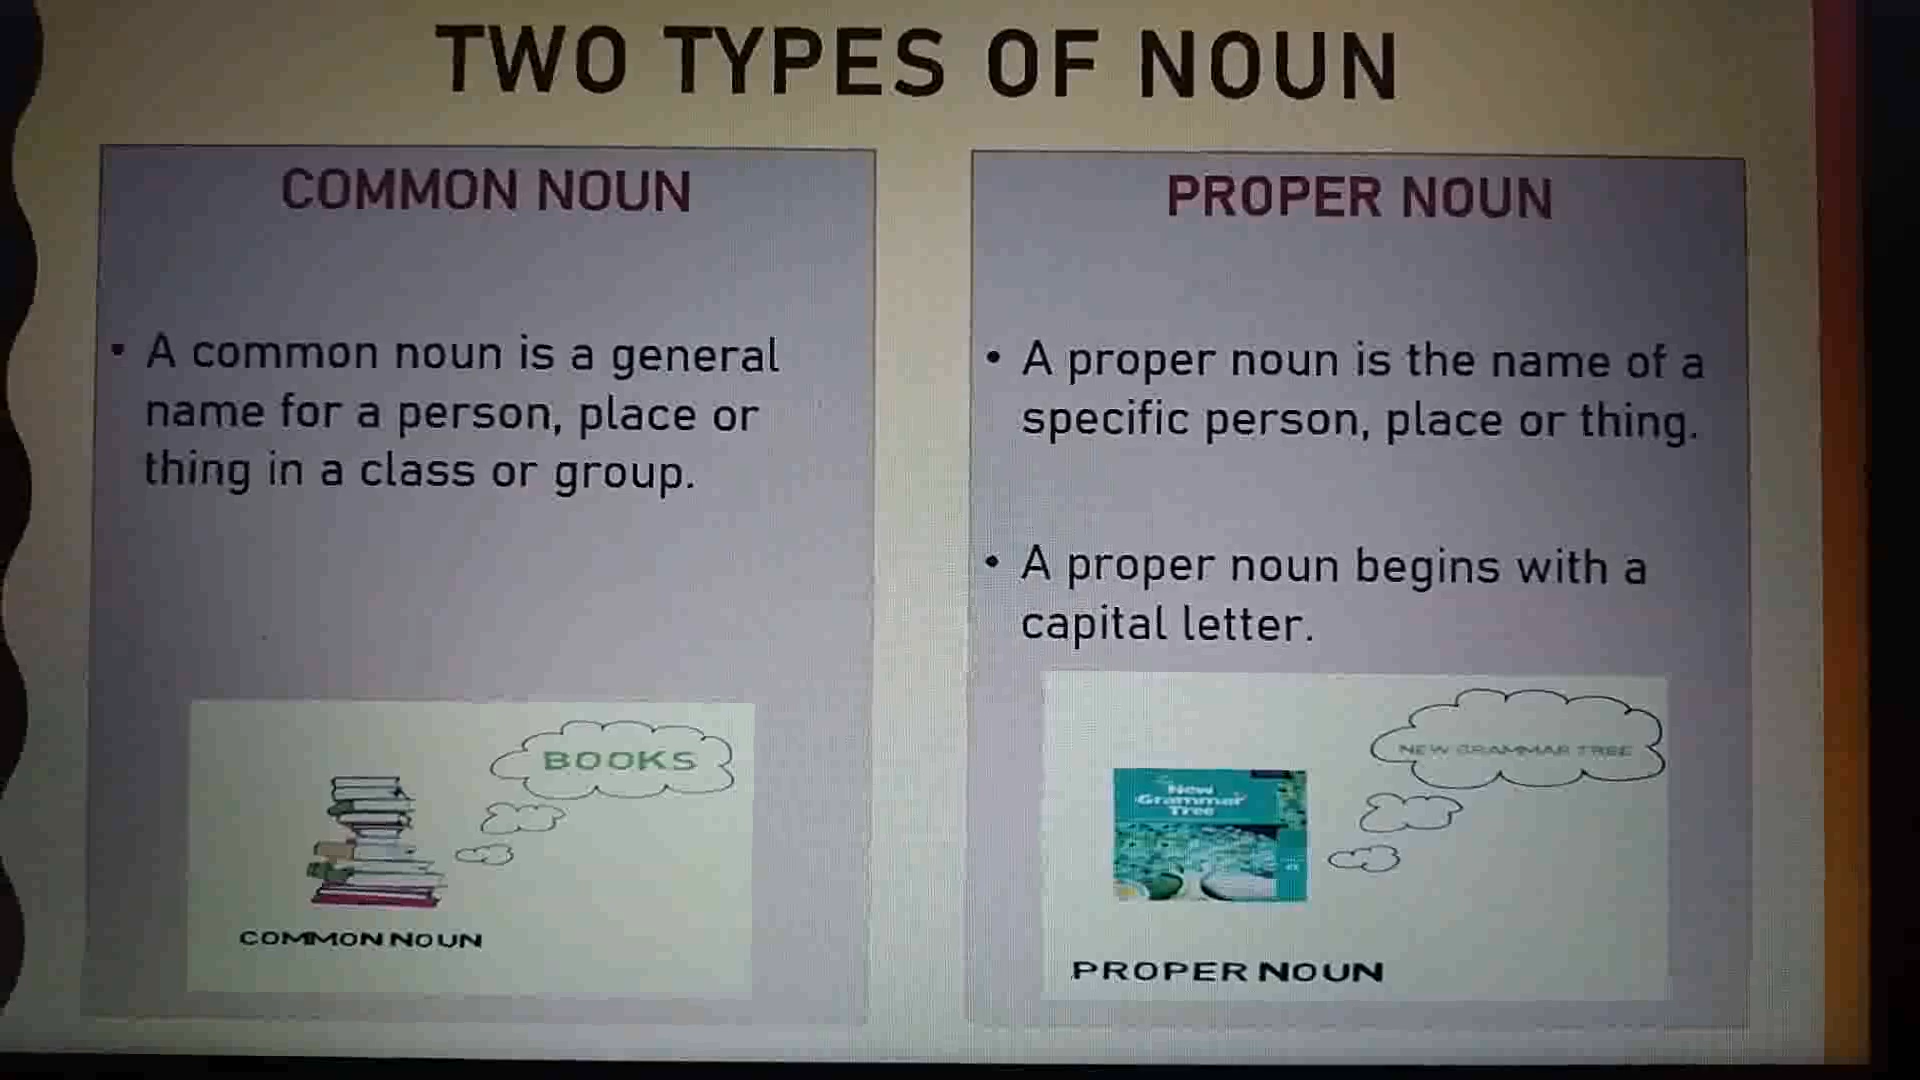 TWO TYPES OF NOUN
COMMON NOUN
• A common noun is a general
name for a person, place or
thing in a class or group.
BOOKS
COMMON NOUN
PROPER NOUN
• A proper noun is the name of a
specific person, place or thing.
• A proper noun begins with a
capital letter.
NEW GRAMMAR TREE
New
Grammar
Tree
PROPER NOUN